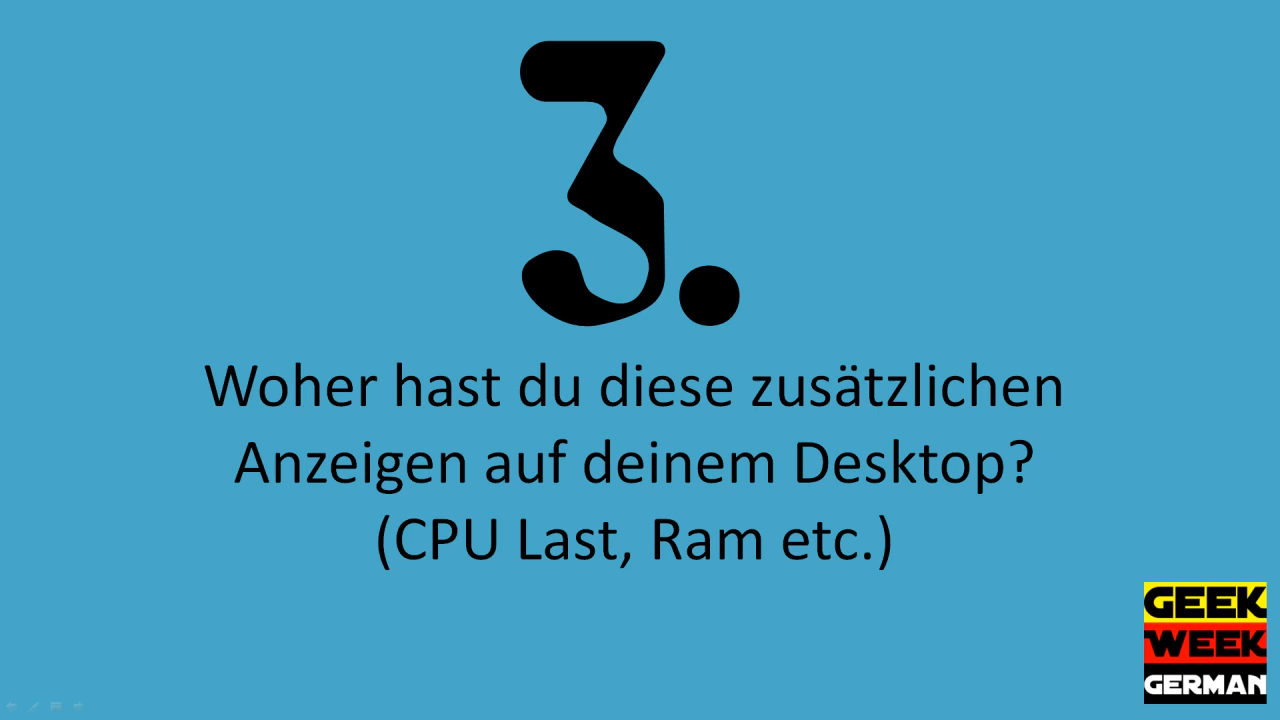 3.
Woher hast du diese zusätzlichen
Anzeigen auf deinem Desktop?
(CPU Last, Ram etc.)
GEEK
WEEK
GERMAN